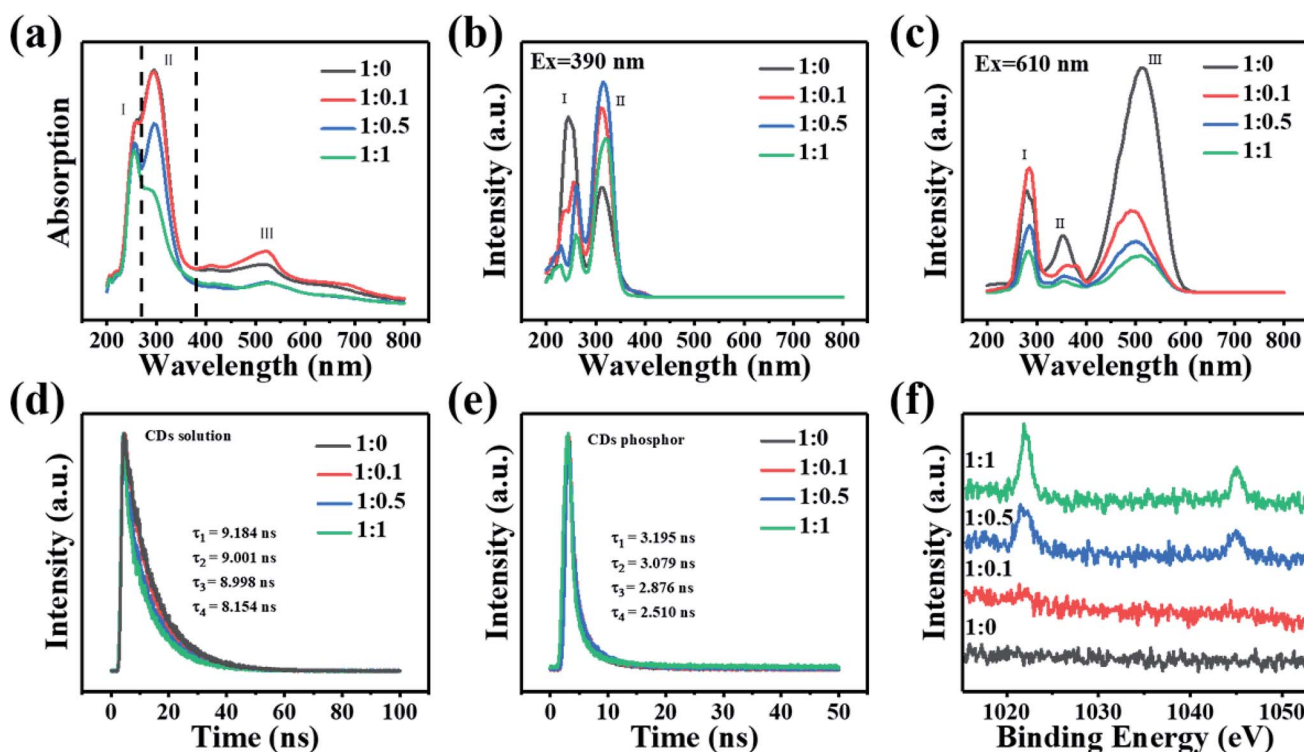 (a)
I
II
III
1:0
1:0.1
1:0.5
1:1
Absorption
200 300 400 500 600 700 800
Wavelength (nm)
(b)
Ex=390 nm
I
II
1:0
1:0.1
1:0.5
1:1
Intensity (a.u.)
200 300 400 500 600 700 800
Wavelength (nm)
(c)
Ex=610 nm
I
II
III
1:0
1:0.1
1:0.5
1:1
Intensity (a.u.)
200 300 400 500 600 700 800
Wavelength (nm)
(d)
CDs solution
1:0
1:0.1
1:0.5
1:1
τ1 = 9.184 ns
τ2 = 9.001 ns
τ3 = 8.998 ns
τ4 = 8.154 ns
Intensity (a.u.)
0 20 40 60 80 100
Time (ns)
(e)
CDs phosphor
1:0
1:0.1
1:0.5
1:1
τ1 = 3.195 ns
τ2 = 3.079 ns
τ3 = 2.876 ns
τ4 = 2.510 ns
Intensity (a.u.)
0 10 20 30 40 50
Time (ns)
(f)
1:1
1:0.5
1:0.1
1:0
Intensity (a.u.)
1020 1030 1040 1050
Binding Energy (eV)